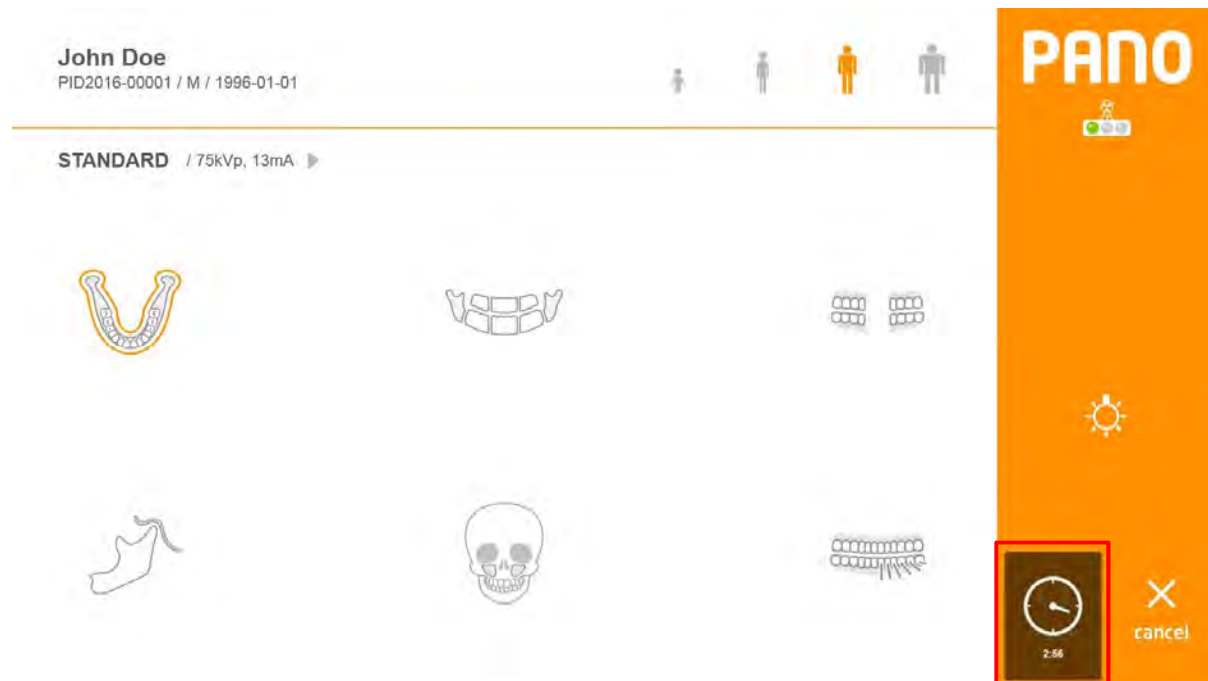 John Doe
PID2016-00001 / M / 1996-01-01
PANO
STANDARD / 75kVp, 13mA
2:56
cancel